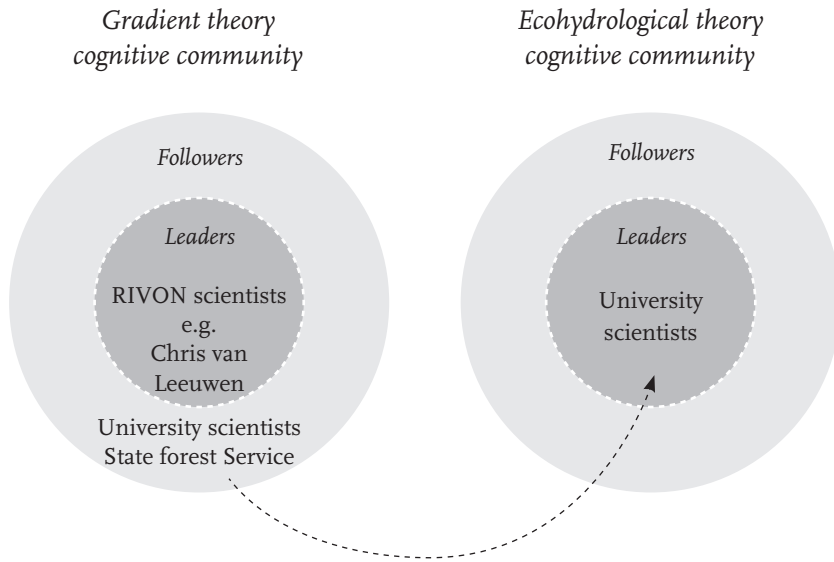 Gradient theory
cognitive community
Followers
Leaders
RIVON scientists
e.g.
Chris van
Leeuwen
University scientists
State forest Service
Ecohydrological theory
cognitive community
Followers
Leaders
University
scientists